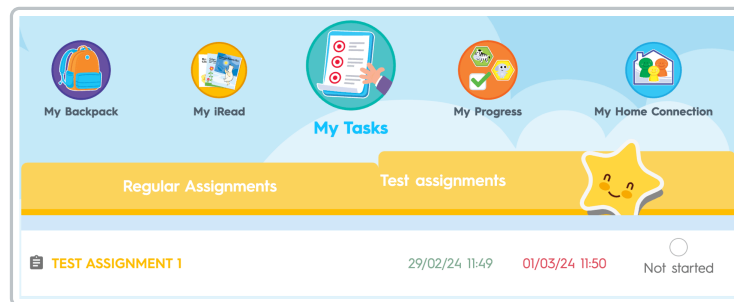 My Backpack
My iRead
My Tasks
My Progress
My Home Connection
Regular Assignments
Test assignments
TEST ASSIGNMENT 1
29/02/24 11:49
01/03/24 11:50
Not started